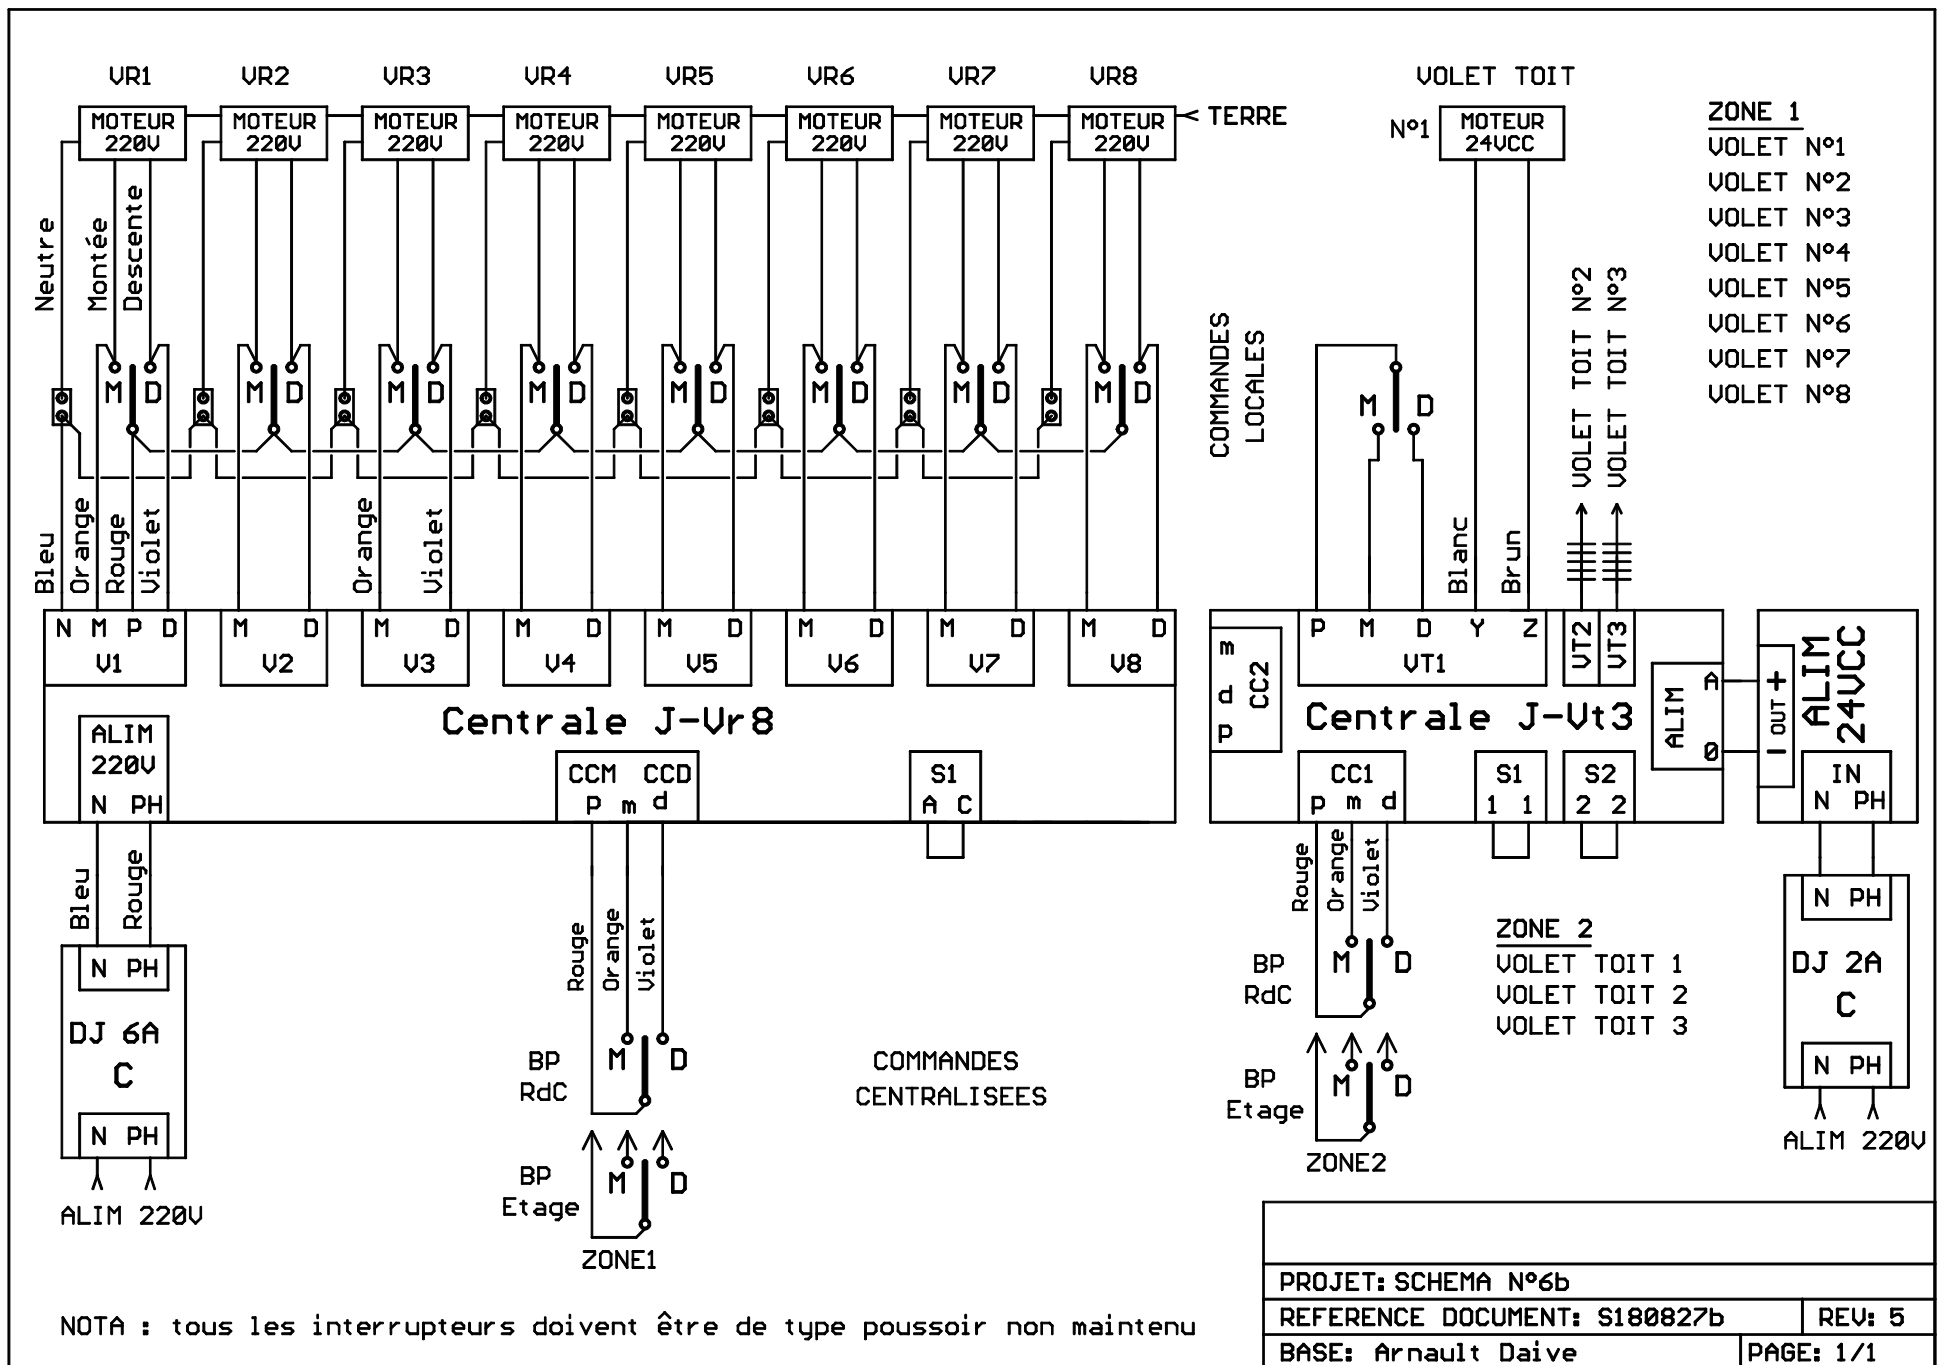 VR1 VR2 VR3 VR4 VR5 VR6 VR7 VR8 VOLET TOIT
MOTEUR 220V
MOTEUR 220V
MOTEUR 220V
MOTEUR 220V
MOTEUR 220V
MOTEUR 220V
MOTEUR 220V
MOTEUR 220V
TERRE
N°1
MOTEUR 24VCC
ZONE 1
VOLET N°1
VOLET N°2
VOLET N°3
VOLET N°4
VOLET N°5
VOLET N°6
VOLET N°7
VOLET N°8
Neutre
Montée
Descente
M D
M D
M D
M D
M D
M D
M D
M D
COMMANDES
LOCALES
M D
VOLET TOIT N°2
VOLET TOIT N°3
Bleu
Orange
Rouge
Violet
Orange
Violet
Blanc
Brun
N M P D
V1
M D
V2
M D
V3
M D
V4
M D
V5
M D
V6
M D
V7
M D
V8
Centrale J-Vr8
ALIM
220V
N PH
CCM CCD
p m d
S1
A C
m
d
p
CC2
P M D Y Z
VT1
VT2
VT3
Centrale J-Vt3
ALIM
A
0
CC1
p m d
S1
1 1
S2
2 2
+
OUT
-
ALIM
24VCC
IN
N PH
Bleu
Rouge
N PH
DJ 6A
C
N PH
ALIM 220V
Rouge
Orange
Violet
BP
RdC
M D
BP
Etage
M D
ZONE1
COMMANDES
CENTRALISEES
Rouge
Orange
Violet
BP
RdC
M D
BP
Etage
M D
ZONE2
ZONE 2
VOLET TOIT 1
VOLET TOIT 2
VOLET TOIT 3
N PH
DJ 2A
C
N PH
ALIM 220V
NOTA : tous les interrupteurs doivent être de type poussoir non maintenu
PROJET: SCHEMA N°6b
REFERENCE DOCUMENT: S180827b REV: 5
BASE: Arnault Daive PAGE: 1/1